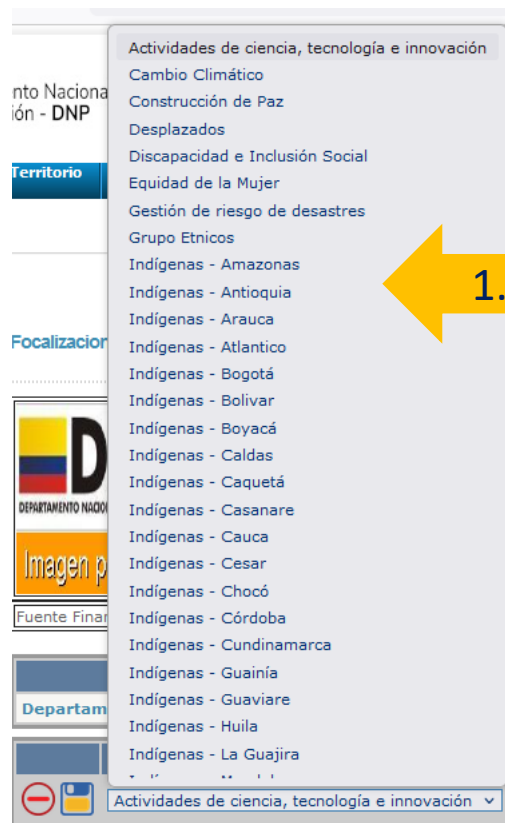 Actividades de ciencia, tecnología e innovación
nto Naciona
ión - DNP
Cambio Climático
Construcción de Paz
Desplazados
Discapacidad e Inclusión Social
Territorio
Equidad de la Mujer
Gestión de riesgo de desastres
Grupo Etnicos
Indígenas - Amazonas
1.
Indígenas - Antioquia
Indígenas - Arauca
Focalizacion
Indígenas - Atlantico
Indígenas - Bogotá
Indígenas - Bolivar
Indígenas - Boyacá
Indígenas - Caldas
Indígenas - Caquetá
D
DEPARTAMENTO NACIO
Indígenas - Casanare
Indígenas - Cauca
Imagen p
Indígenas - Cesar
Indígenas - Chocó
Fuente Finar
Indígenas - Córdoba
Indígenas - Cundinamarca
Indígenas - Guainía
Indígenas - Guaviare
Departam
Indígenas - Huila
Indígenas - La Guajira
Actividades de ciencia, tecnología e innovación